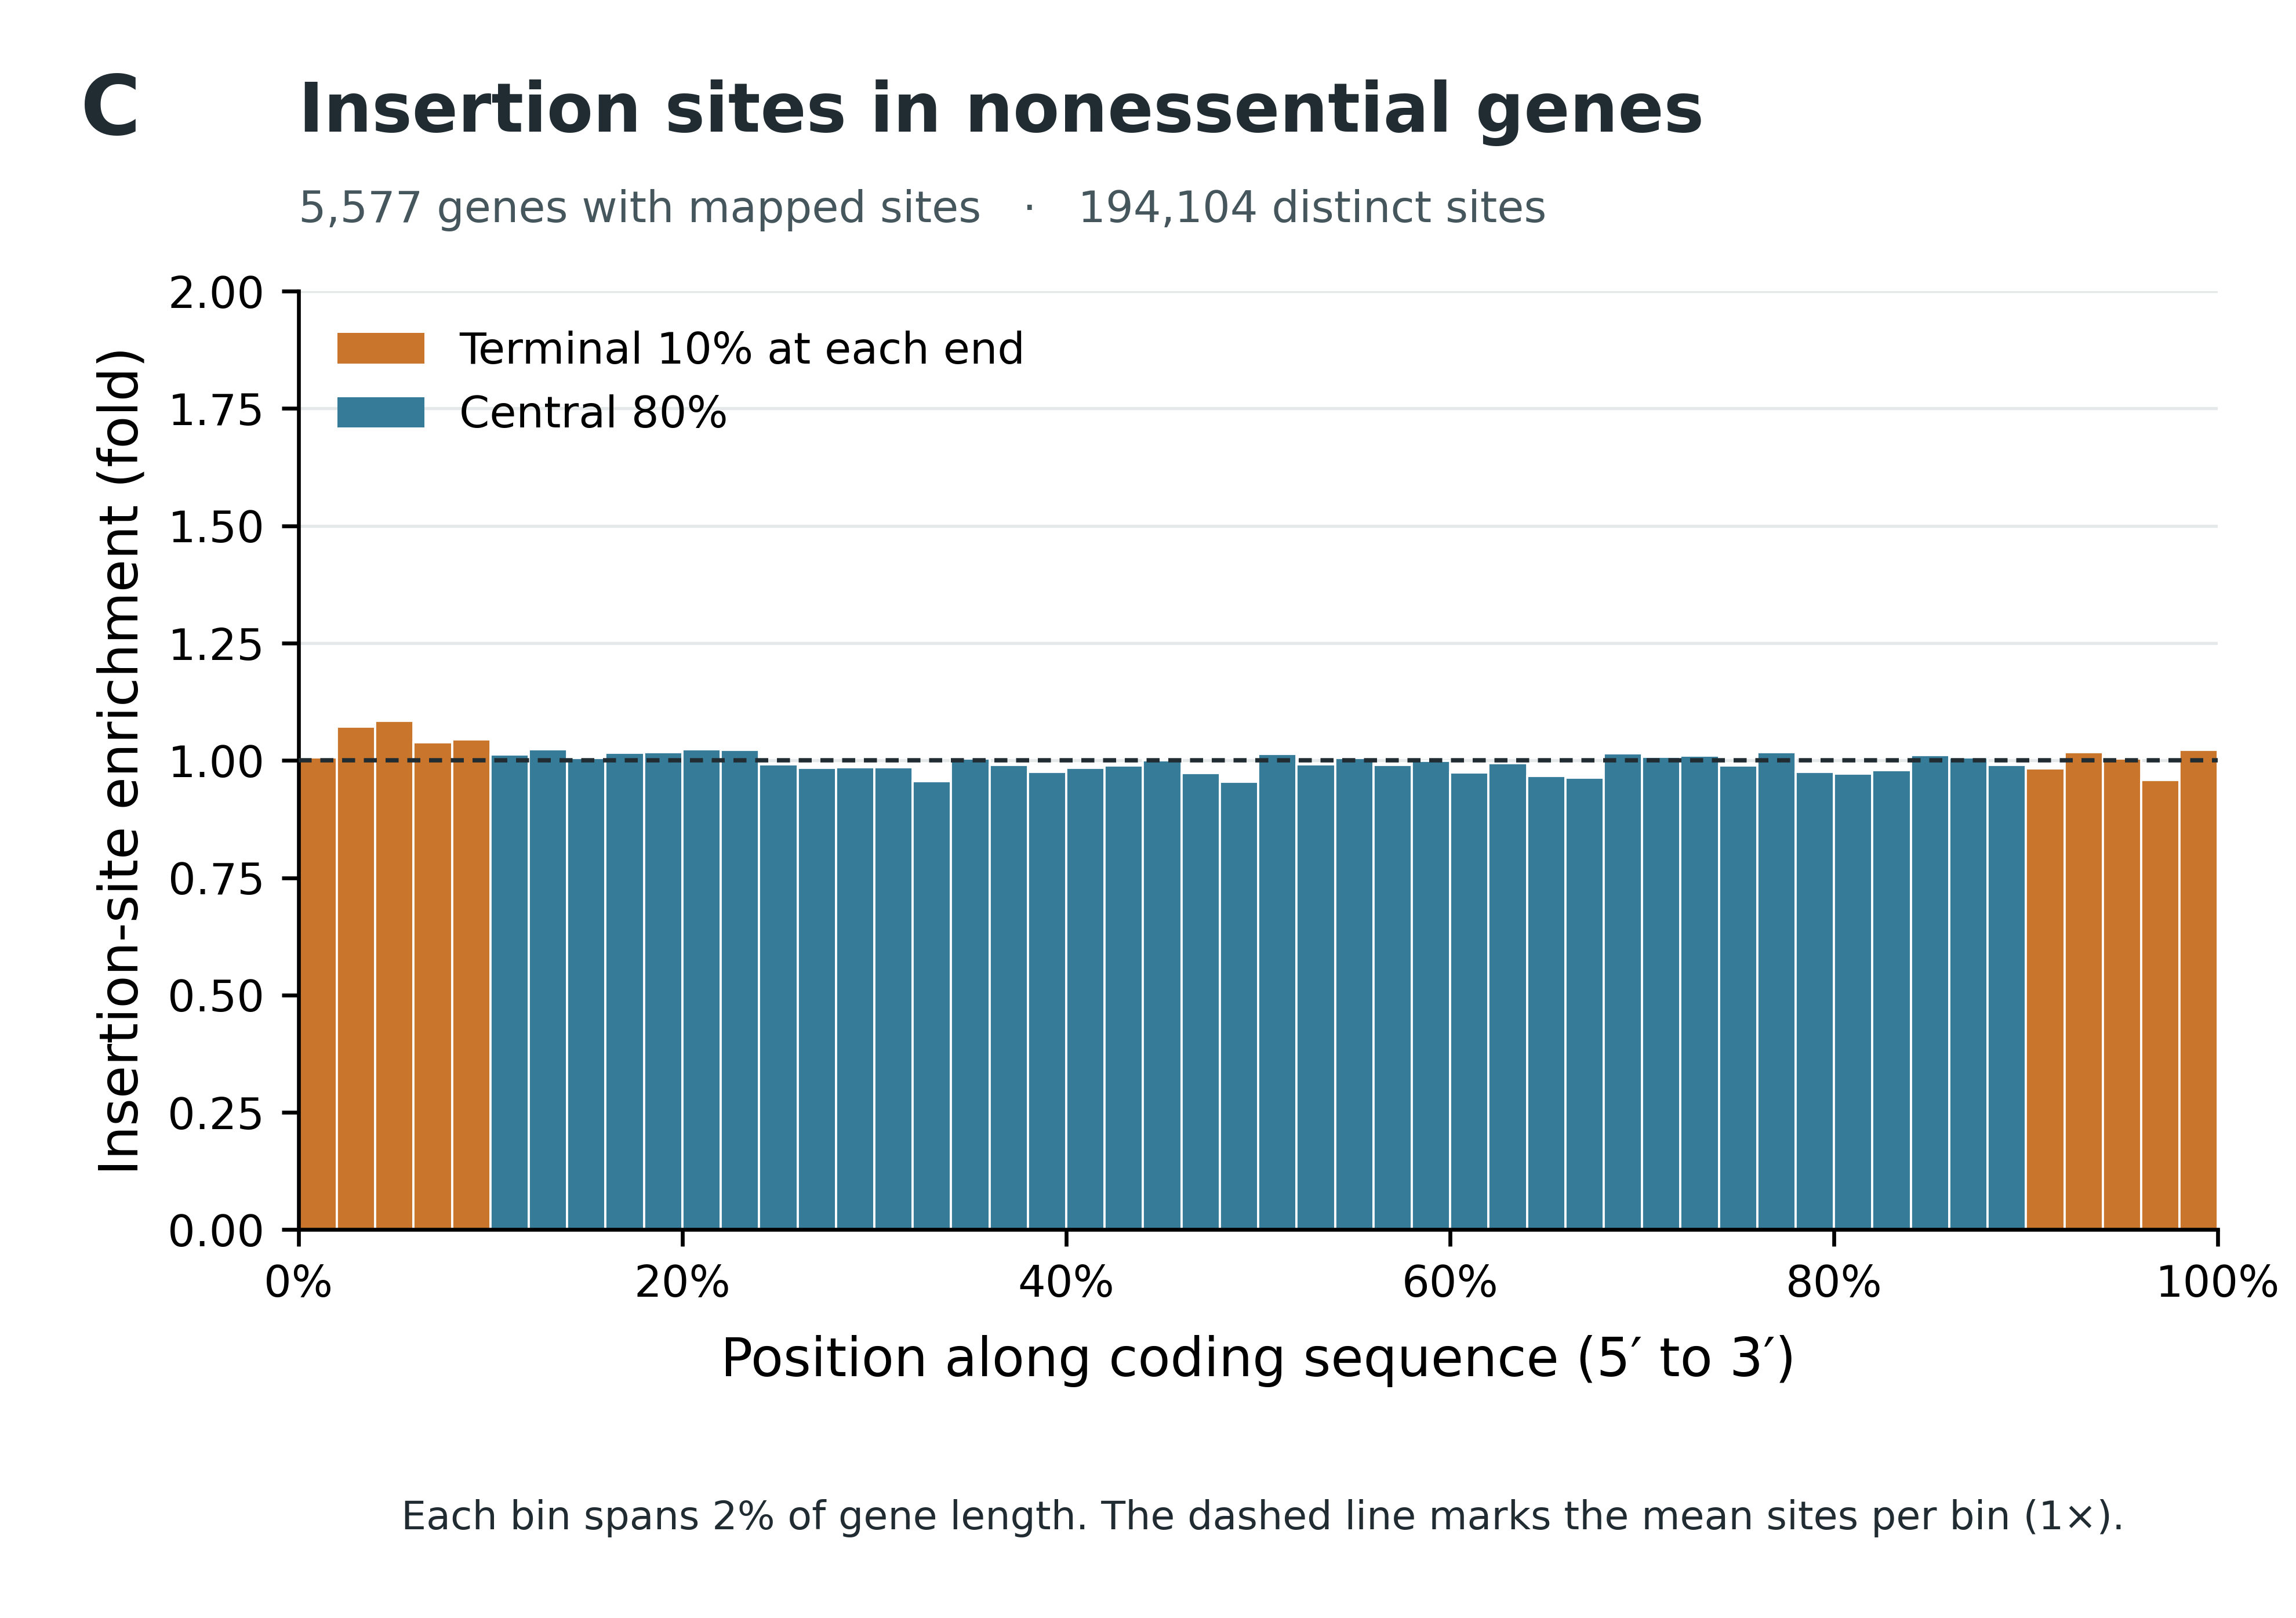 C
Insertion sites in nonessential genes
5,577 genes with mapped sites · 194,104 distinct sites
Insertion-site enrichment (fold)
2.00
1.75
1.50
1.25
1.00
0.75
0.50
0.25
0.00
Terminal 10% at each end
Central 80%
0% 20% 40% 60% 80% 100%
Position along coding sequence (5′ to 3′)
Each bin spans 2% of gene length. The dashed line marks the mean sites per bin (1×).